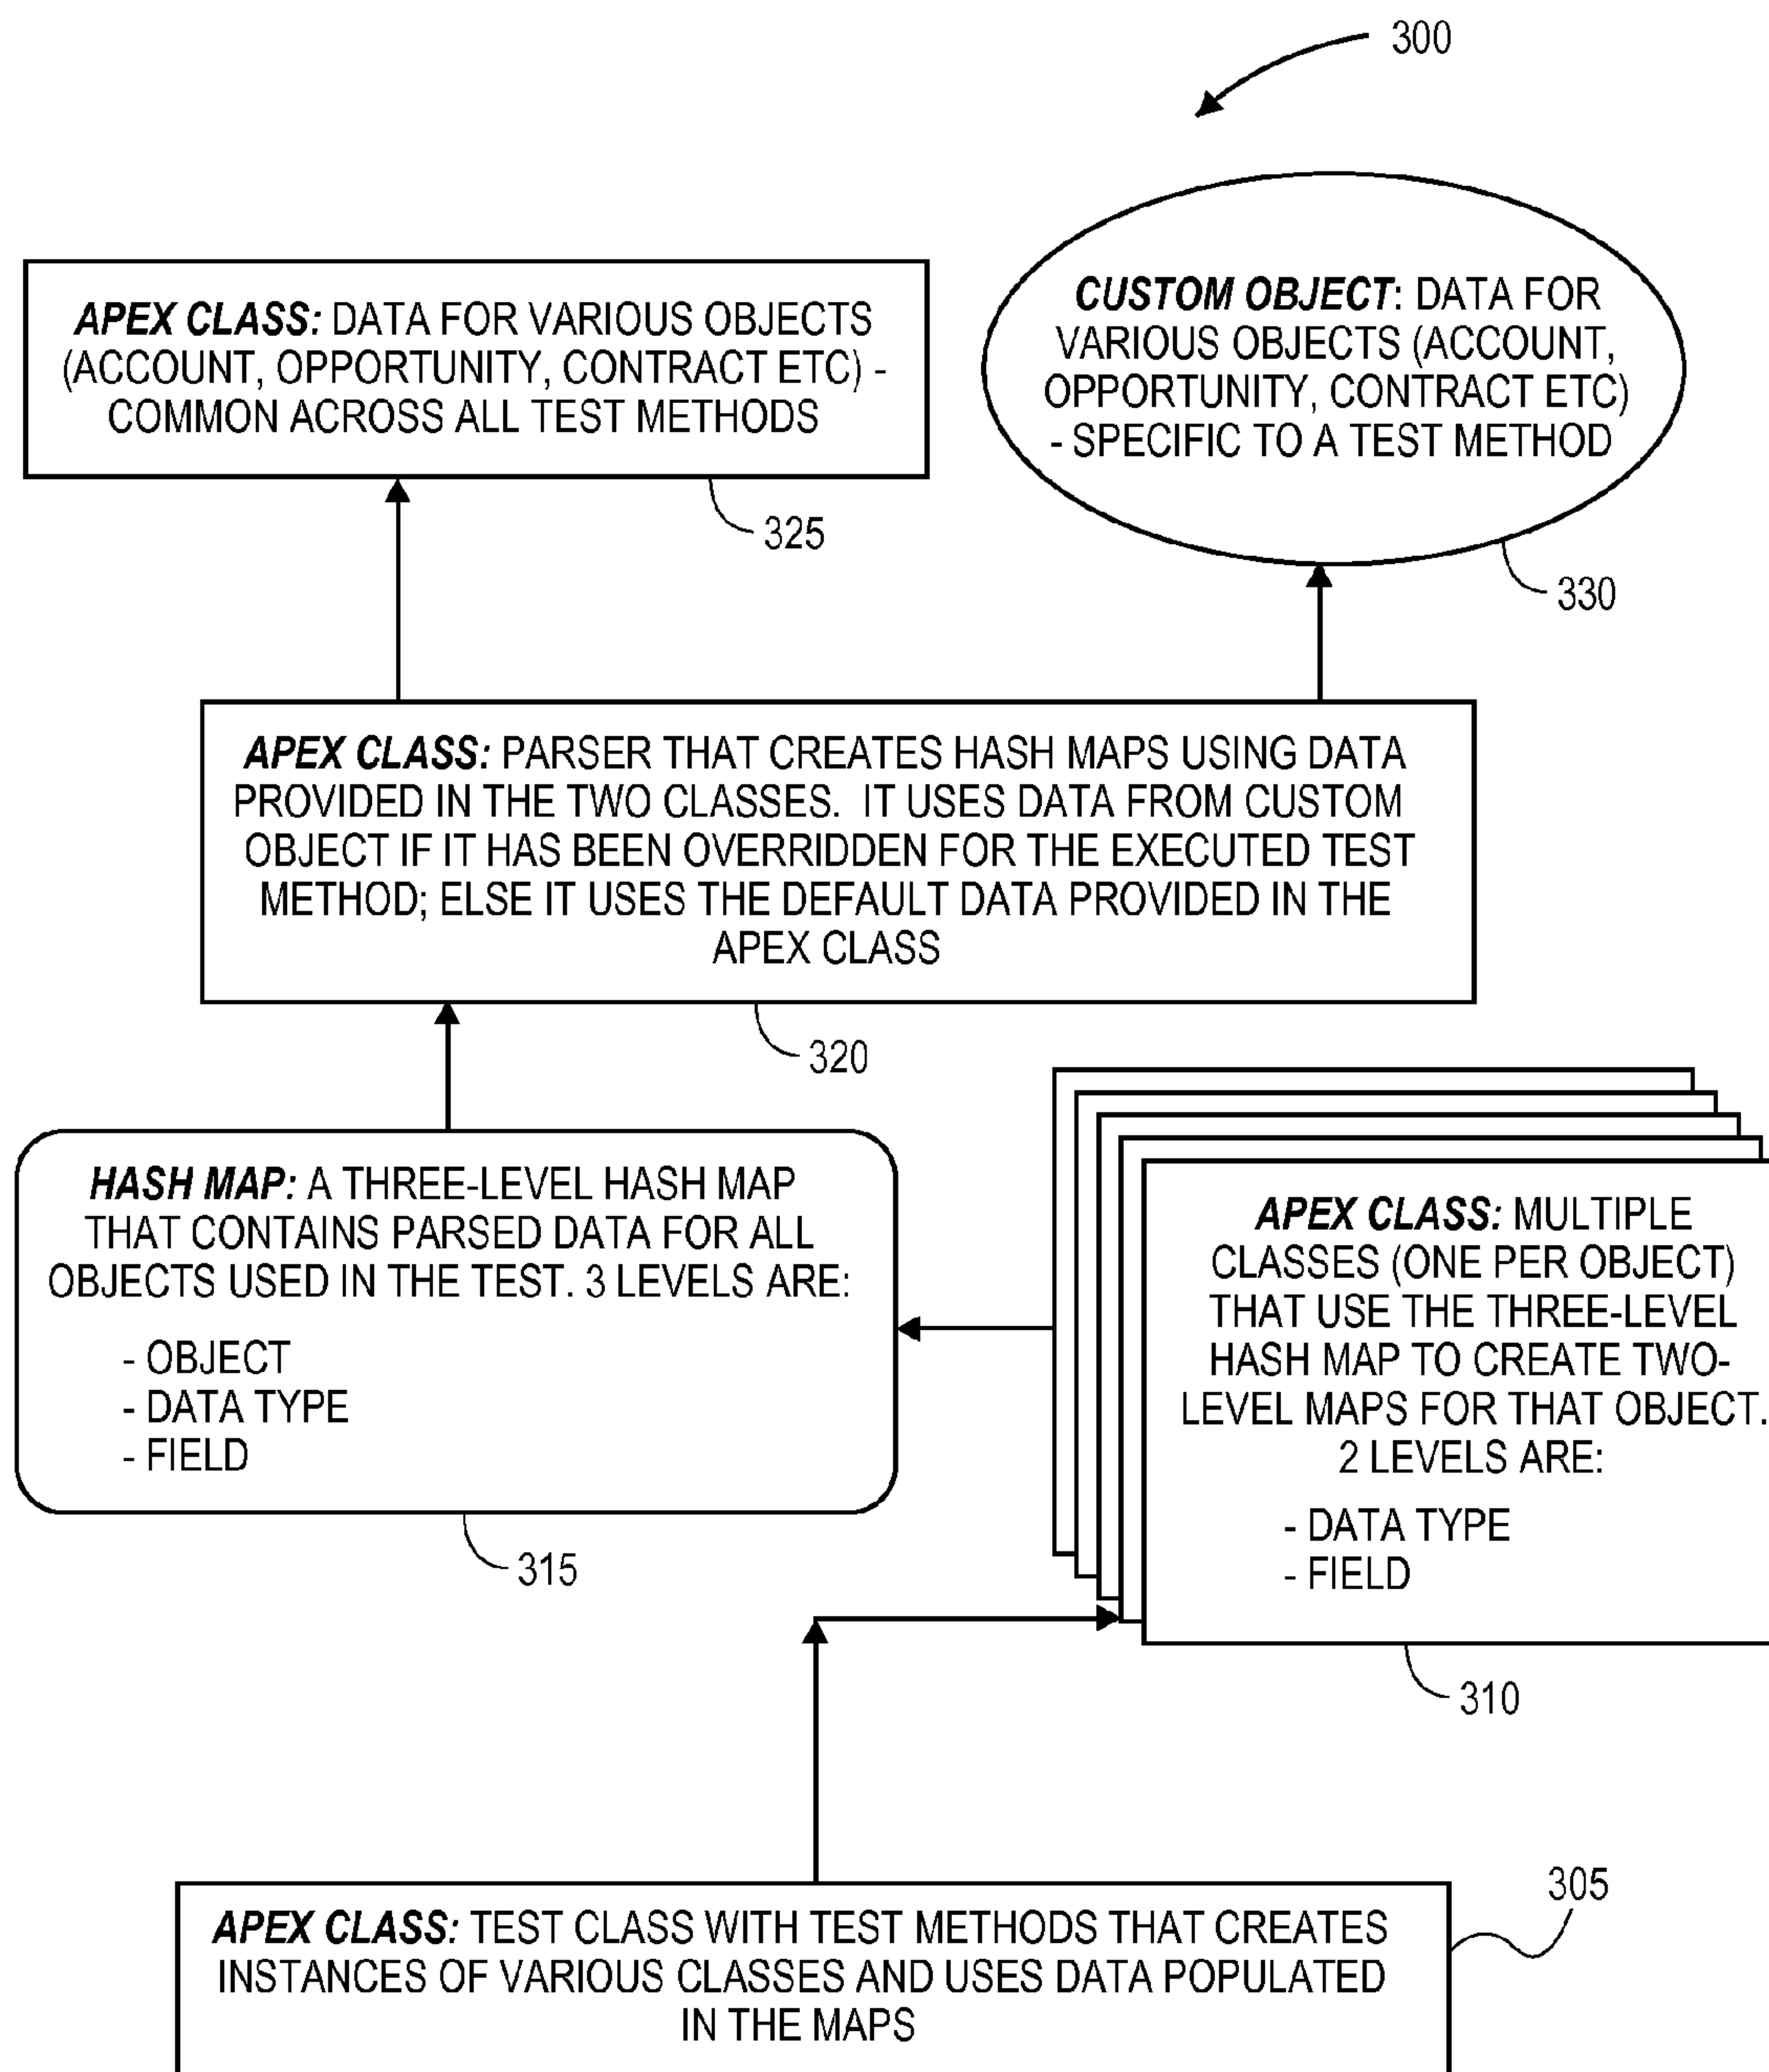 300
APEX CLASS: DATA FOR VARIOUS OBJECTS
(ACCOUNT, OPPORTUNITY, CONTRACT ETC) -
COMMON ACROSS ALL TEST METHODS
325
CUSTOM OBJECT: DATA FOR
VARIOUS OBJECTS (ACCOUNT,
OPPORTUNITY, CONTRACT ETC)
- SPECIFIC TO A TEST METHOD
330
APEX CLASS: PARSER THAT CREATES HASH MAPS USING DATA
PROVIDED IN THE TWO CLASSES. IT USES DATA FROM CUSTOM
OBJECT IF IT HAS BEEN OVERRIDDEN FOR THE EXECUTED TEST
METHOD; ELSE IT USES THE DEFAULT DATA PROVIDED IN THE
APEX CLASS
320
HASH MAP: A THREE-LEVEL HASH MAP
THAT CONTAINS PARSED DATA FOR ALL
OBJECTS USED IN THE TEST. 3 LEVELS ARE:
- OBJECT
- DATA TYPE
- FIELD
315
APEX CLASS: MULTIPLE
CLASSES (ONE PER OBJECT)
THAT USE THE THREE-LEVEL
HASH MAP TO CREATE TWO-
LEVEL MAPS FOR THAT OBJECT.
2 LEVELS ARE:
- DATA TYPE
- FIELD
310
305
APEX CLASS: TEST CLASS WITH TEST METHODS THAT CREATES
INSTANCES OF VARIOUS CLASSES AND USES DATA POPULATED
IN THE MAPS